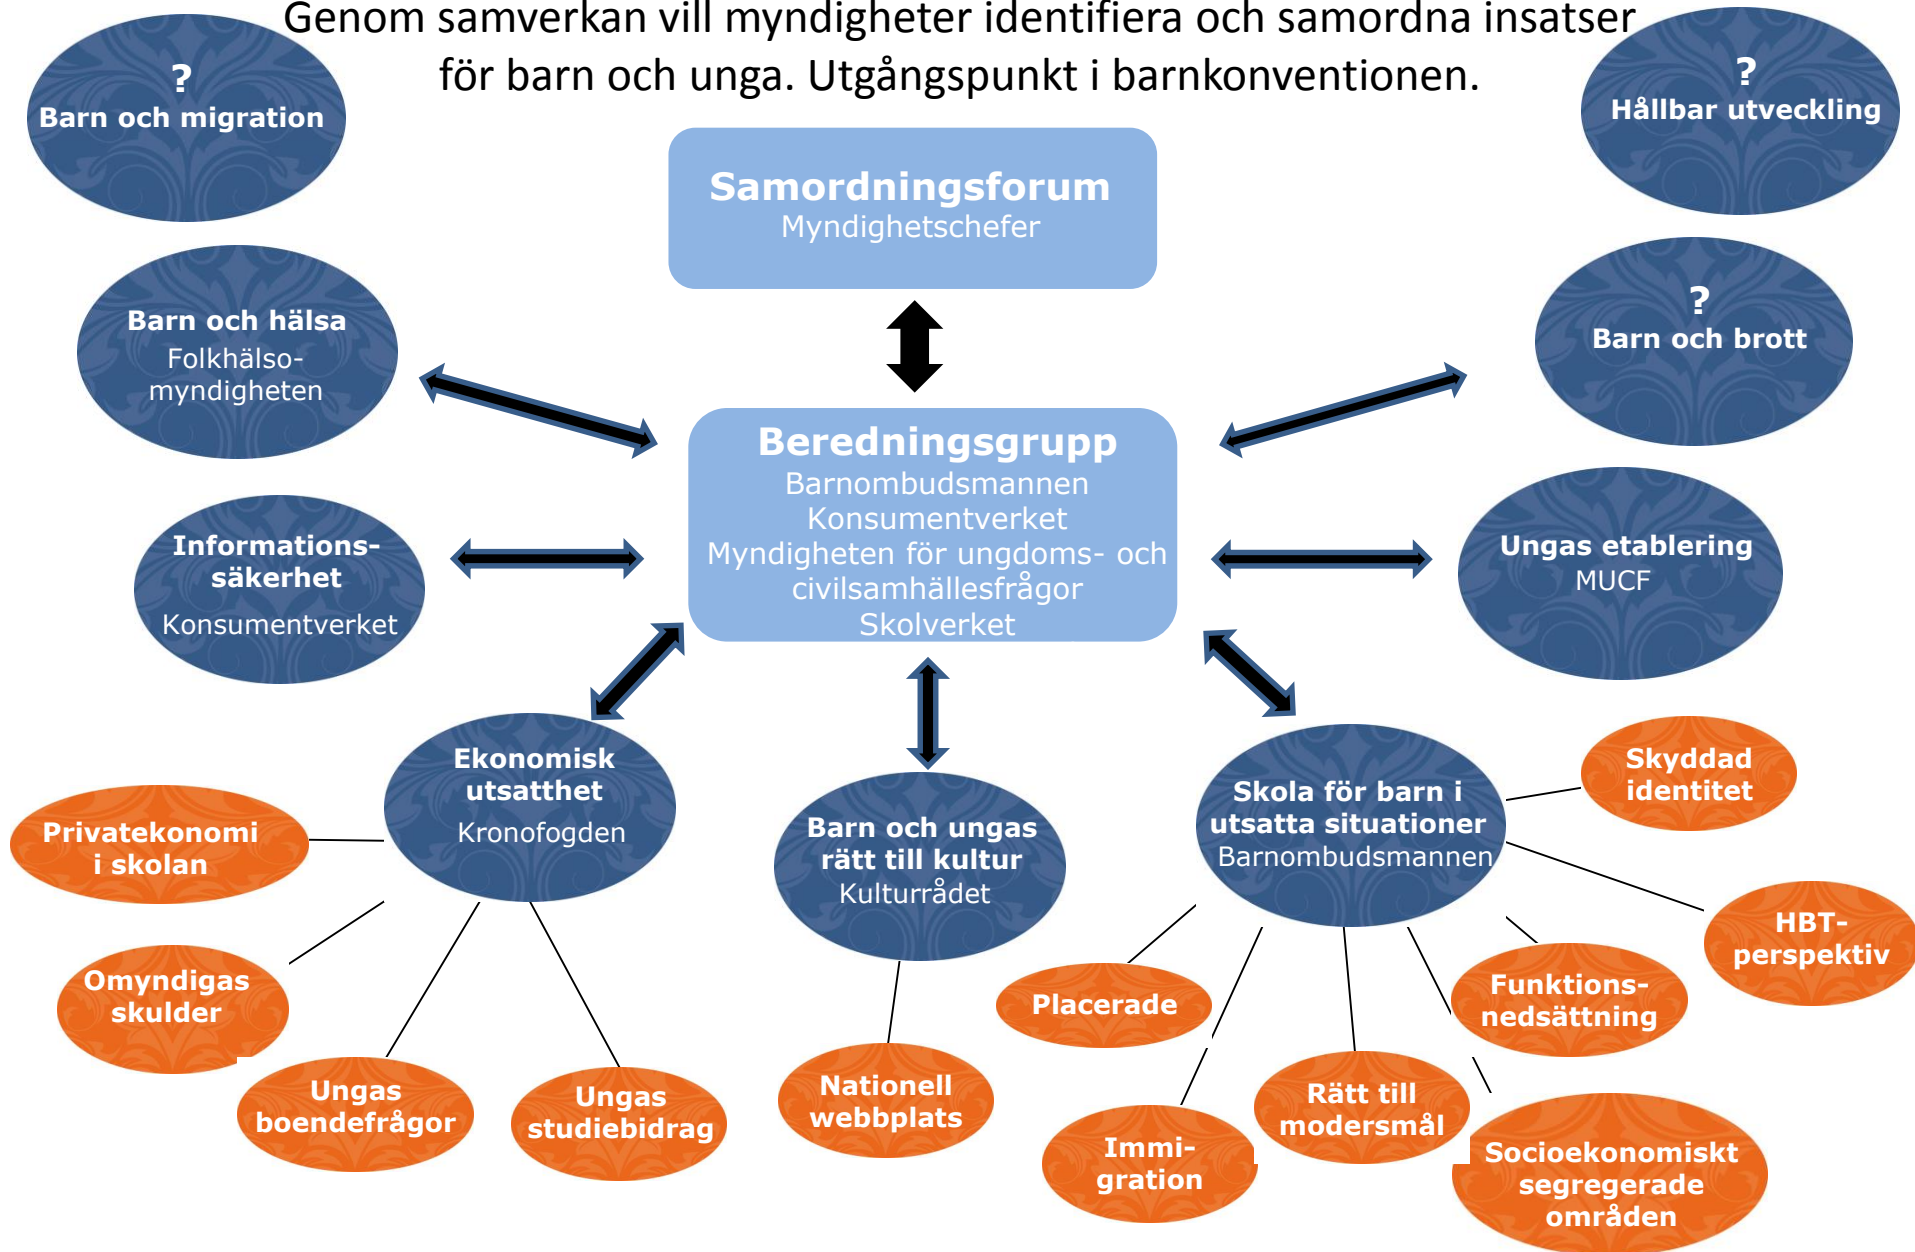 Genom samverkan vill myndigheter identifiera och samordna insatser
för barn och unga. Utgångspunkt i barnkonventionen.
?
Barn och migration
?
Hållbar utveckling
Samordningsforum
Myndighetschefer
Barn och hälsa
Folkhälso-
myndigheten
?
Barn och brott
Beredningsgrupp
Barnombudsmannen
Konsumentverket
Myndigheten för ungdoms- och
civilsamhällesfrågor
Skolverket
Informations-
säkerhet
Konsumentverket
Ungas etablering
MUCF
Ekonomisk
utsatthet
Kronofogden
Barn och ungas
rätt till kultur
Kulturrådet
Skola för barn i
utsatta situationer
Barnombudsmannen
Skyddad
identitet
Privatekonomi
i skolan
HBT-
perspektiv
Omyndigas
skulder
Placerade
Funktions-
nedsättning
Ungas
boendefrågor
Ungas
studiebidrag
Nationell
webbplats
Immi-
gration
Rätt till
modersmål
Socioekonomiskt
segregerade
områden